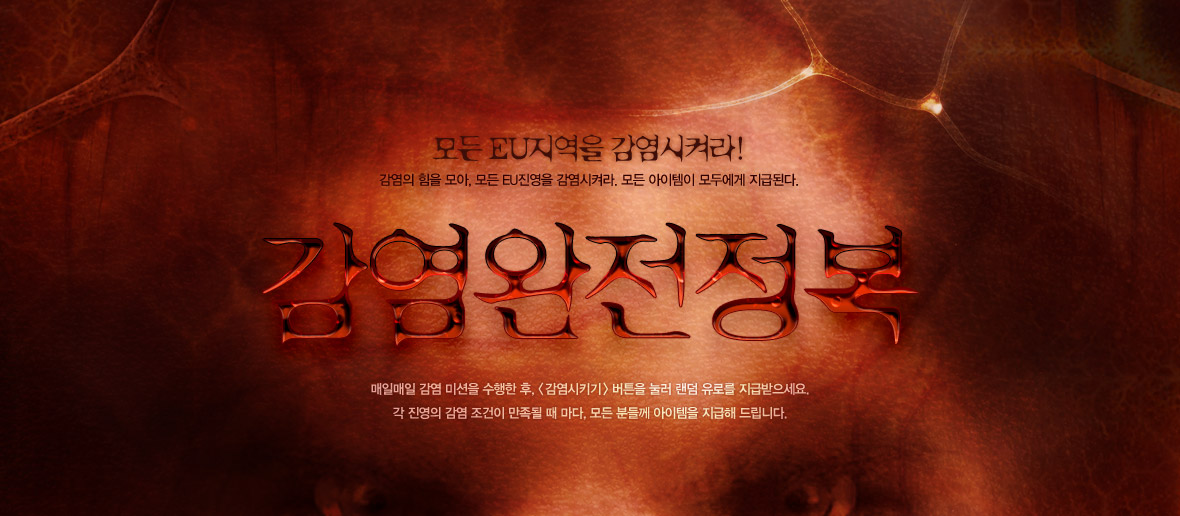 모든 EU지역을 감염시켜라!
감염의 힘을 모아, 모든 EU진영을 감염시켜라. 모든 아이템이 모두에게 지급된다.
감염완전정복
매일매일 감염 미션을 수행한 후, <감염시키기> 버튼을 눌러 랜덤 유로를 지급받으세요.
각 진영의 감염 조건이 만족될 때 마다, 모든 분들께 아이템을 지급해 드립니다.